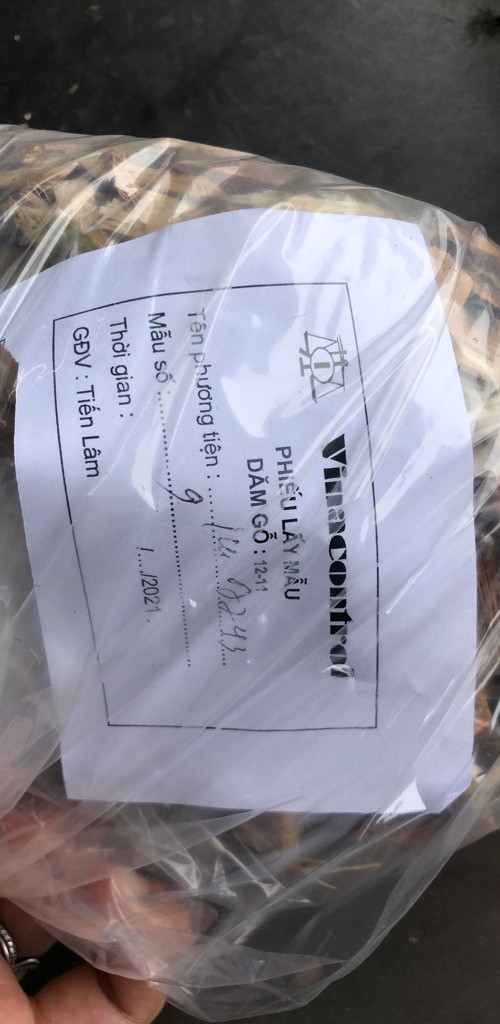 Vinacontrol
PHIẾU LẤY MẪU
DĂM GỖ : 12-11
Tên phương tiện :
Mẫu số : 9
Thời gian : /.../2021.
GĐV : Tiến Lâm